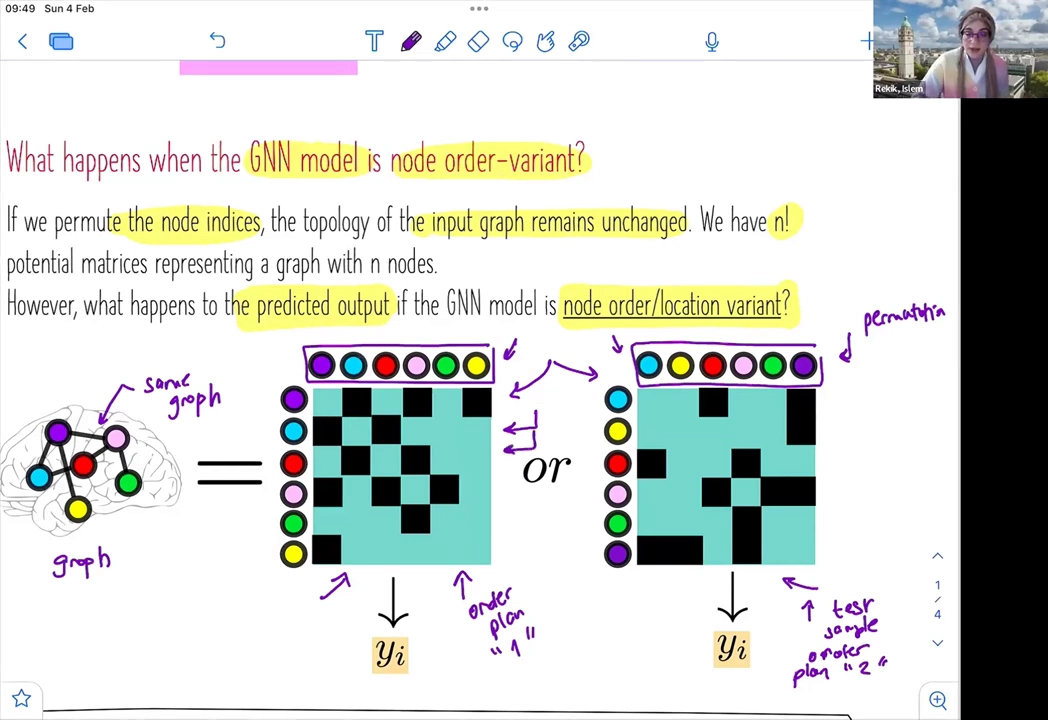 09:49 Sun 4 Feb
Rekik, Islem
What happens when the GNN model is node order-variant?
If we permute the node indices, the topology of the input graph remains unchanged. We have n!
potential matrices representing a graph with n nodes.
However, what happens to the predicted output if the GNN model is node order/location variant?
same
graph
=
or
graph
order
plan
"1"
test
sample
order
plan "2"
yi
yi
1
/
4